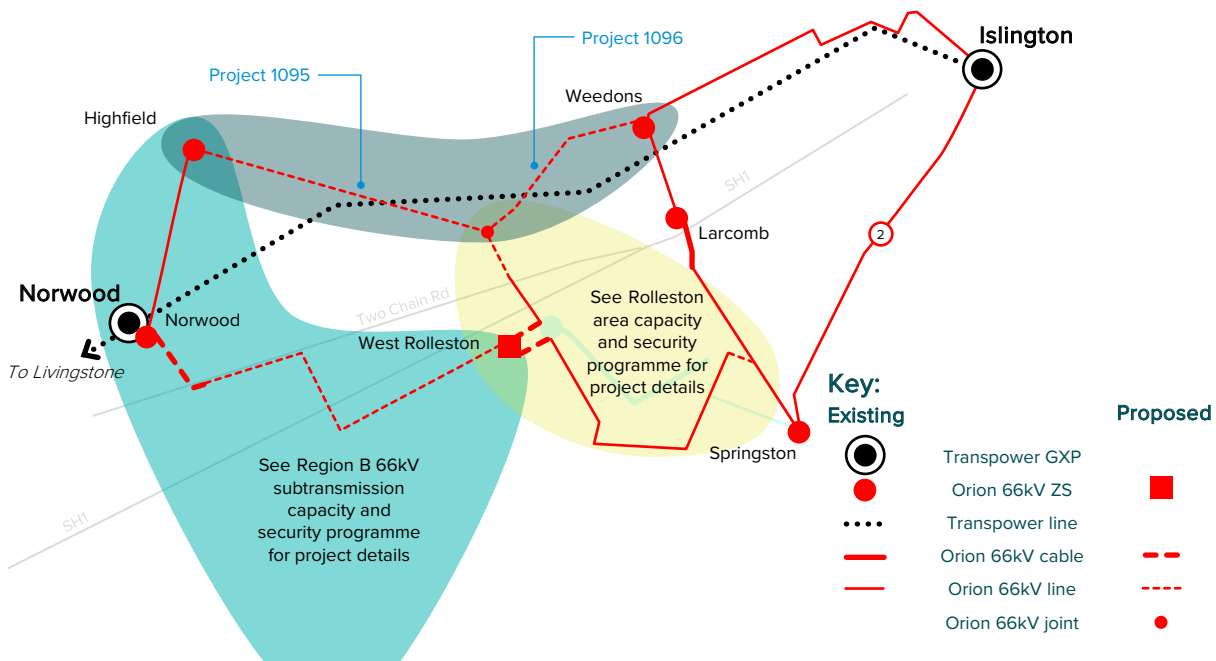 Islington
Project 1096
Project 1095
Weedons
Highfield
SH1
Larcomb
Norwood
Two Chain Rd
Norwood
West Rolleston
See Rolleston
area capacity
and security
programme for
project details
2
To Livingstone
Springston
See Region B 66kV
subtransmission
capacity and
security programme
for project details
SH1
Key:
Existing
Proposed
Transpower GXP
Orion 66kV ZS
Transpower line
Orion 66kV cable
Orion 66kV line
Orion 66kV joint